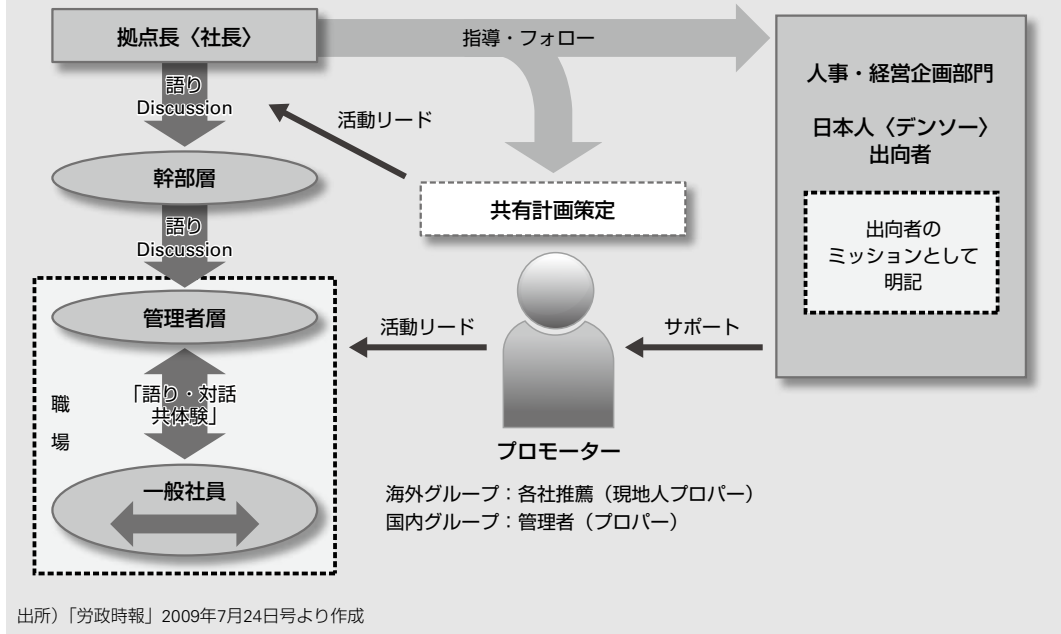 拠点長〈社長〉
指導・フォロー
語り
Discussion
活動リード
幹部層
共有計画策定
語り
Discussion
管理者層
活動リード
サポート
職
場
「語り・対話
共体験」
一般社員
プロモーター
海外グループ：各社推薦（現地人プロパー）
国内グループ：管理者（プロパー）
人事・経営企画部門
日本人〈デンソー〉
出向者
出向者の
ミッションとして
明記
出所）「労政時報」2009年7月24日号より作成